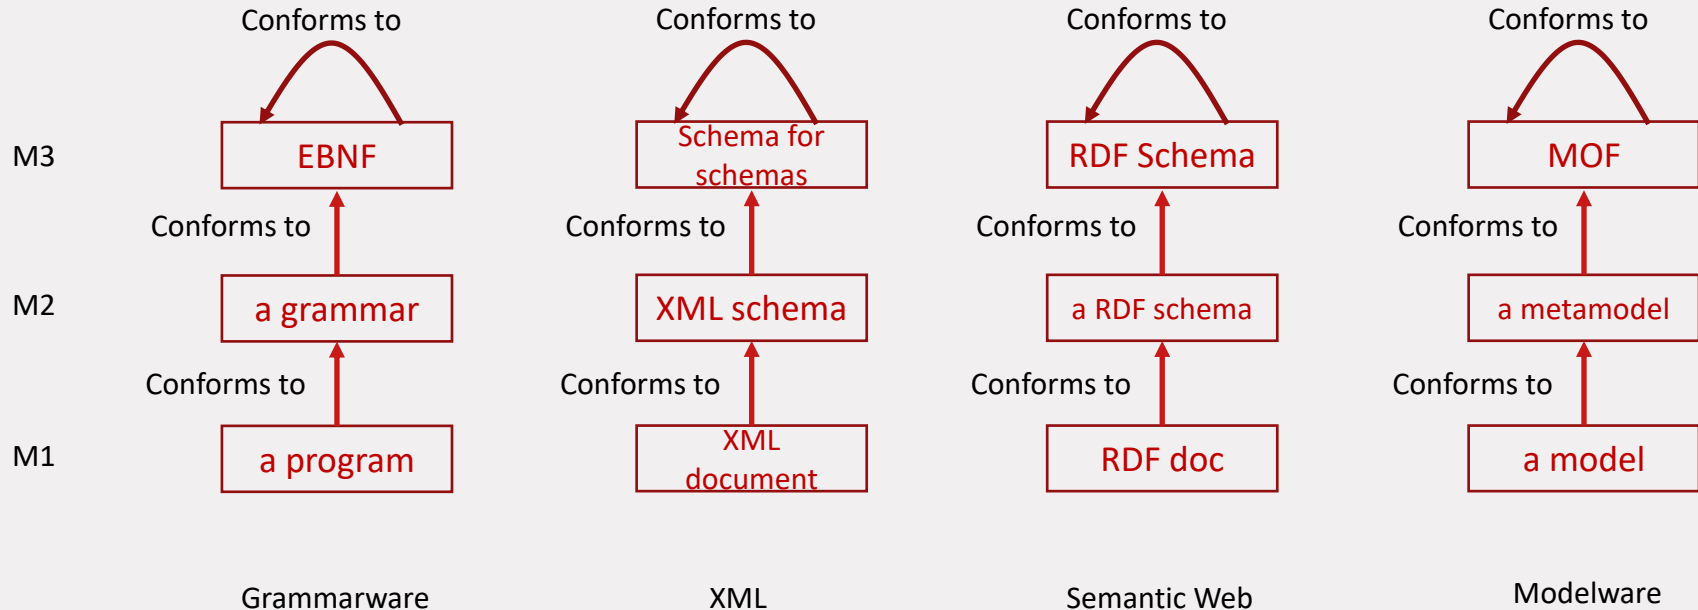 Conforms to
Conforms to
Conforms to
Conforms to
M3
EBNF
Schema for
schemas
RDF Schema
MOF
Conforms to
Conforms to
Conforms to
Conforms to
M2
a grammar
XML schema
a RDF schema
a metamodel
Conforms to
Conforms to
Conforms to
Conforms to
M1
a program
XML
document
RDF doc
a model
Grammarware
XML
Semantic Web
Modelware